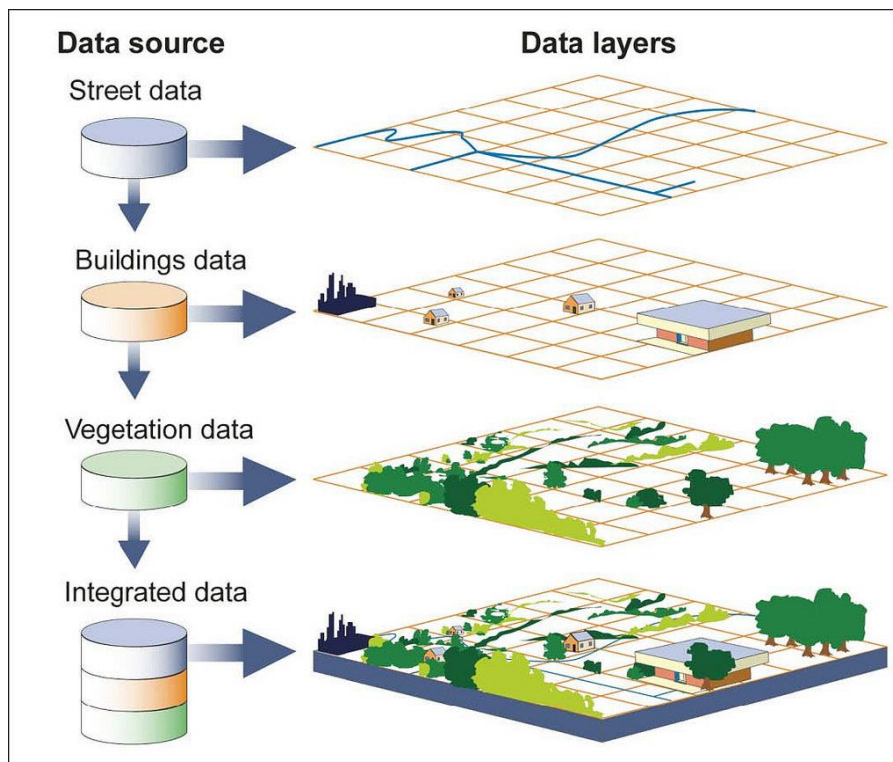 Data source
Data layers
Street data
Buildings data
Vegetation data
Integrated data